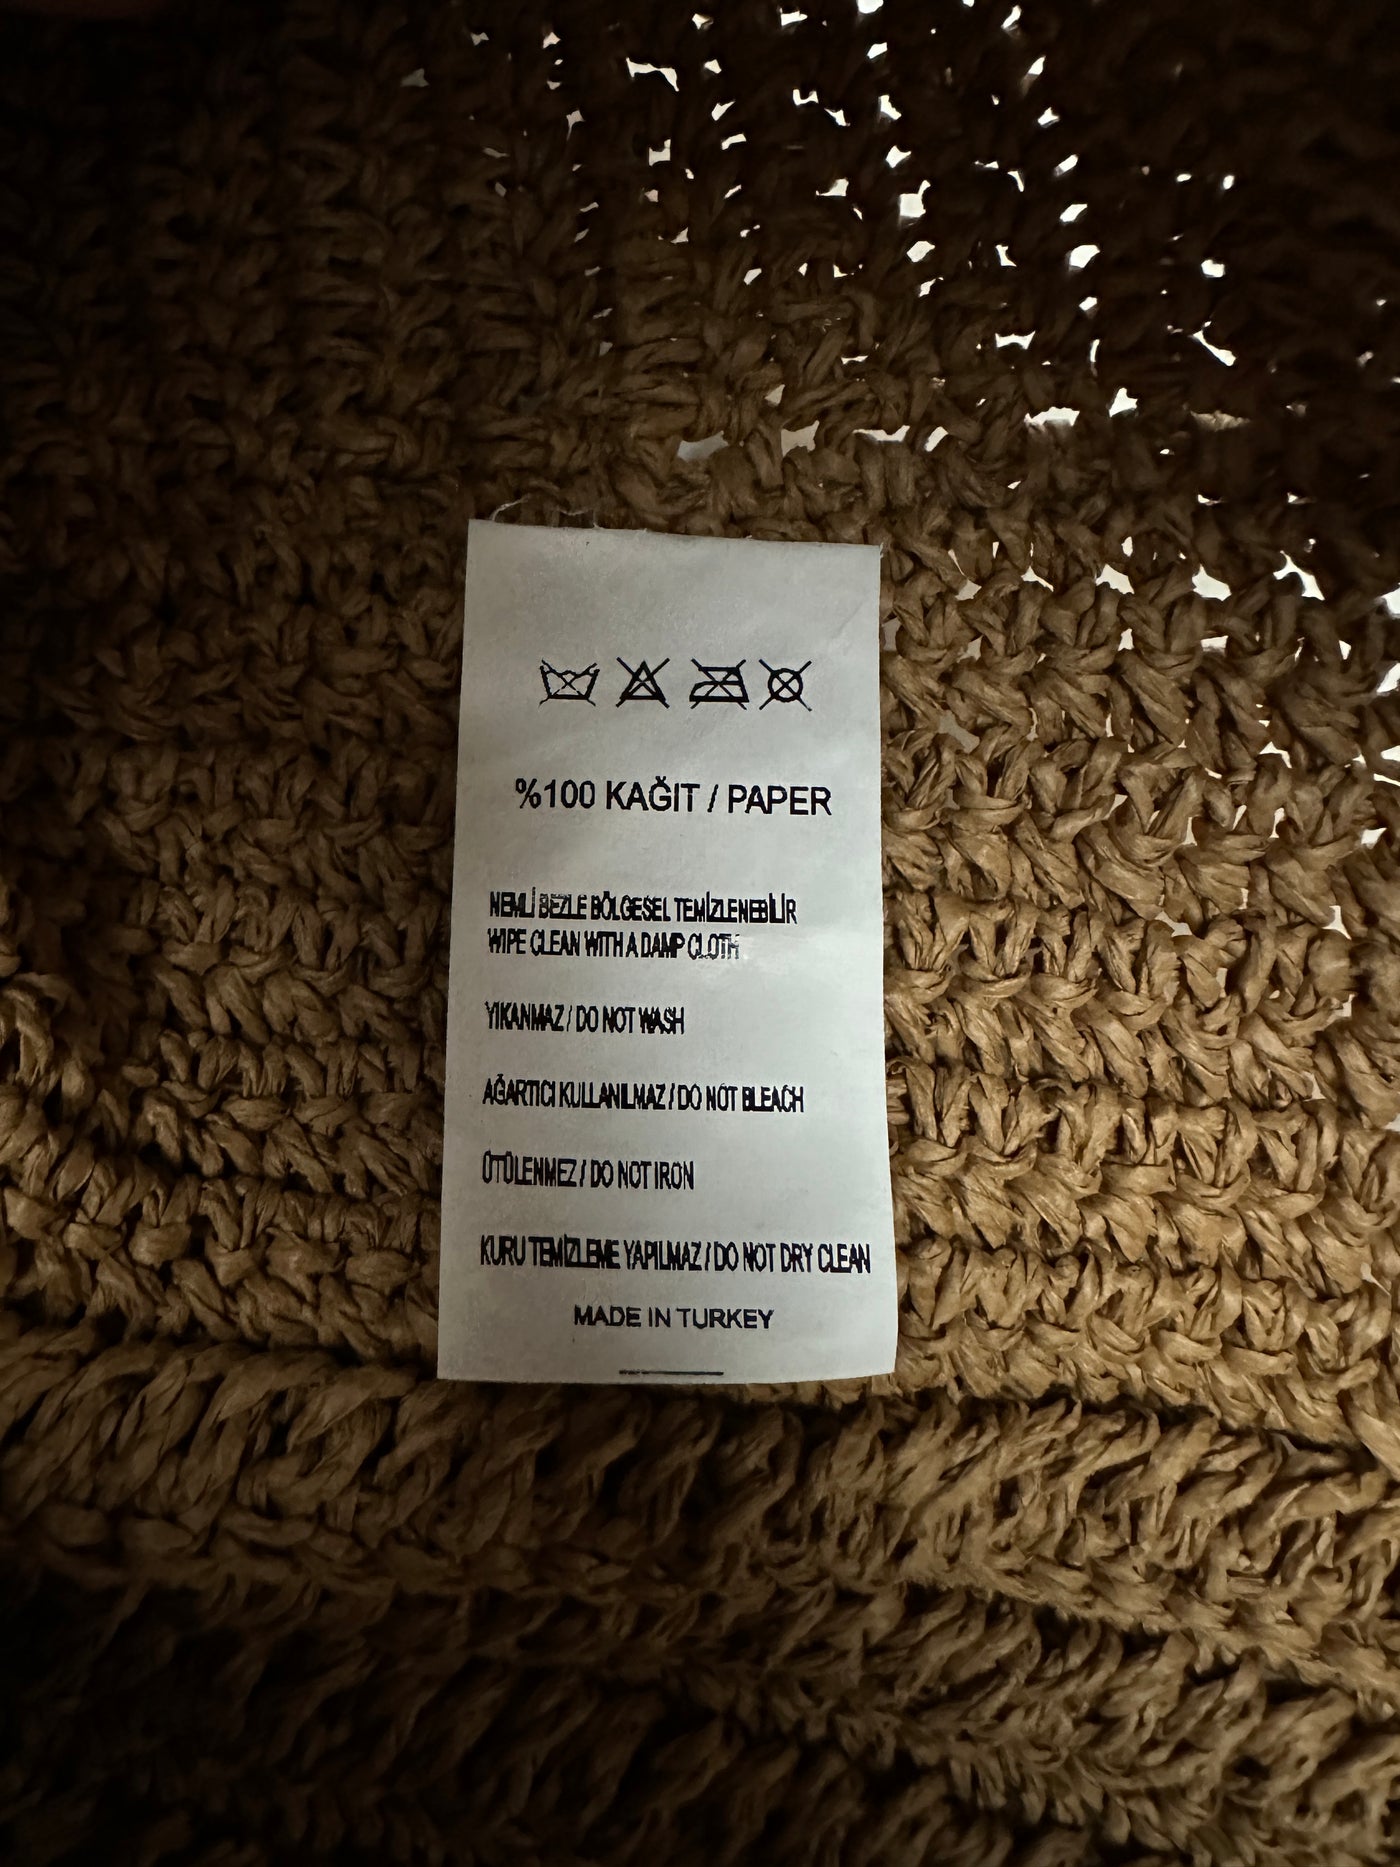 %100 KAĞIT / PAPER
NEMLİ BEZLE BÖLGESEL TEMİZLENEBİLİR
WIPE CLEAN WITH A DAMP CLOTH
YIKANMAZ / DO NOT WASH
AĞARTICI KULLANILMAZ / DO NOT BLEACH
ÜTÜLENMEZ / DO NOT IRON
KURU TEMİZLEME YAPILMAZ / DO NOT DRY CLEAN
MADE IN TURKEY